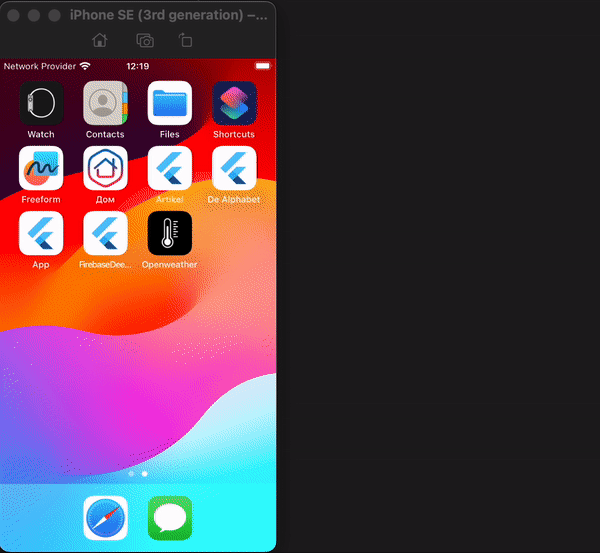 iPhone SE (3rd generation) –...
Network Provider 12:19
Watch Contacts Files Shortcuts
Freeform Дом Artikel De Alphabet
App FirebaseDee... Openweather